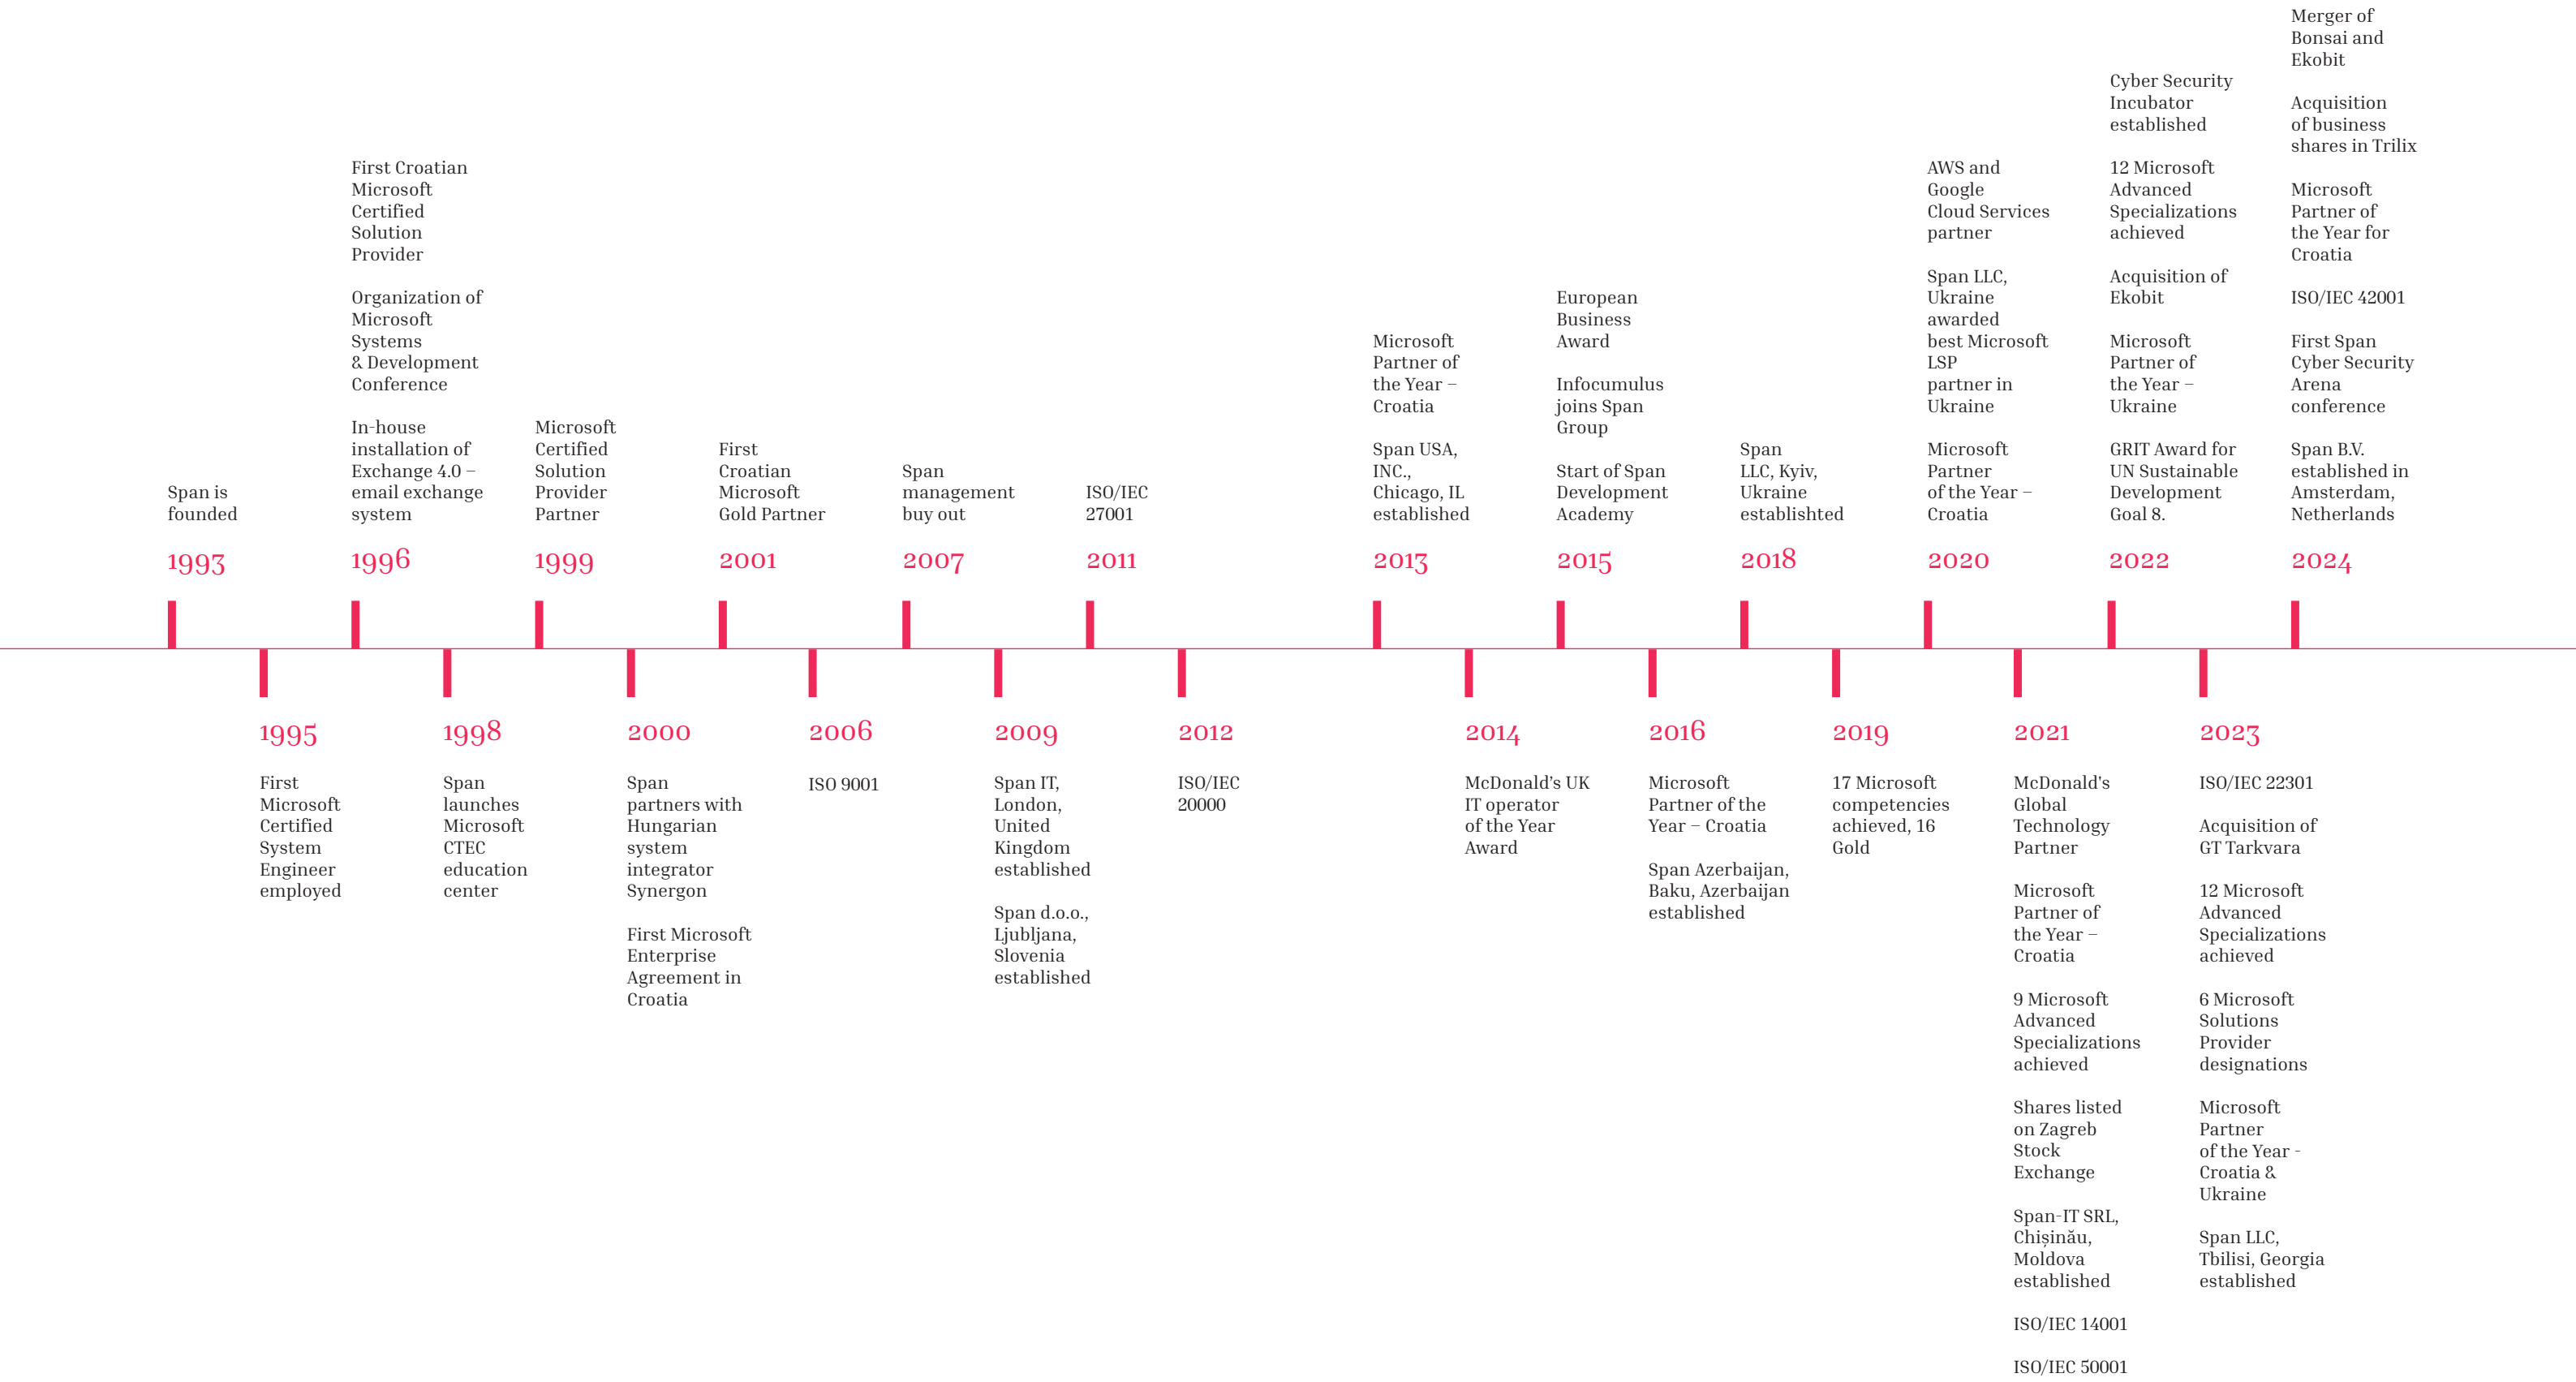 Span is
founded
1993
1995
First
Microsoft
Certified
System
Engineer
employed
First Croatian
Microsoft
Certified
Solution
Provider
Organization of
Microsoft
Systems
& Development
Conference
In-house
installation of
Exchange 4.0 –
email exchange
system
1996
1998
Span
launches
Microsoft
CTEC
education
center
Microsoft
Certified
Solution
Provider
Partner
1999
2000
Span
partners with
Hungarian
system
integrator
Synergon
First Microsoft
Enterprise
Agreement in
Croatia
First
Croatian
Microsoft
Gold Partner
2001
2006
ISO 9001
Span
management
buy out
2007
2009
Span IT,
London,
United
Kingdom
established
Span d.o.o.,
Ljubljana,
Slovenia
established
ISO/IEC
27001
2011
2012
ISO/IEC
20000
Microsoft
Partner of
the Year –
Croatia
Span USA,
INC.,
Chicago, IL
established
2013
2014
McDonald’s UK
IT operator
of the Year
Award
European
Business
Award
Infocumulus
joins Span
Group
Start of Span
Development
Academy
2015
2016
Microsoft
Partner of the
Year – Croatia
Span Azerbaijan,
Baku, Azerbaijan
established
Span
LLC, Kyiv,
Ukraine
establishted
2018
2019
17 Microsoft
competencies
achieved, 16
Gold
AWS and
Google
Cloud Services
partner
Span LLC,
Ukraine
awarded
best Microsoft
LSP
partner in
Ukraine
Microsoft
Partner
of the Year –
Croatia
2020
2021
McDonald's
Global
Technology
Partner
Microsoft
Partner of
the Year –
Croatia
9 Microsoft
Advanced
Specializations
achieved
Shares listed
on Zagreb
Stock
Exchange
Span-IT SRL,
Chișinău,
Moldova
established
ISO/IEC 14001
ISO/IEC 50001
Cyber Security
Incubator
established
12 Microsoft
Advanced
Specializations
achieved
Acquisition of
Ekobit
Microsoft
Partner of
the Year –
Ukraine
GRIT Award for
UN Sustainable
Development
Goal 8.
2022
2023
ISO/IEC 22301
Acquisition of
GT Tarkvara
12 Microsoft
Advanced
Specializations
achieved
6 Microsoft
Solutions
Provider
designations
Microsoft
Partner
of the Year -
Croatia &
Ukraine
Span LLC,
Tbilisi, Georgia
established
Merger of
Bonsai and
Ekobit
Acquisition
of business
shares in Trilix
Microsoft
Partner of
the Year for
Croatia
ISO/IEC 42001
First Span
Cyber Security
Arena
conference
Span B.V.
established in
Amsterdam,
Netherlands
2024